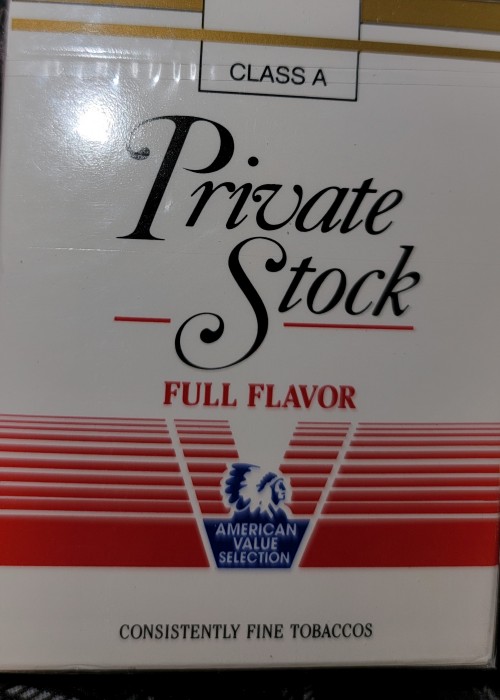 CLASS A
Private
Stock
FULL FLAVOR
AMERICAN
VALUE
SELECTION
CONSISTENTLY FINE TOBACCOS